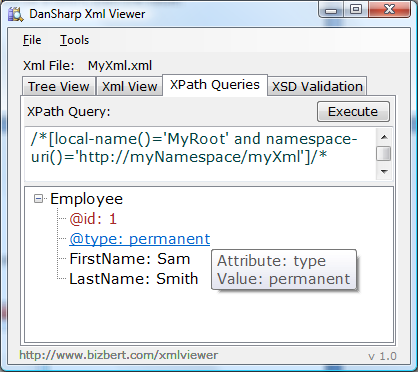 DanSharp Xml Viewer
File Tools
Xml File: MyXml.xml
Tree View Xml View XPath Queries XSD Validation
XPath Query: Execute
/*[local-name()='MyRoot' and namespace-
uri()='http://myNamespace/myXml']/*
Employee
@id: 1
@type: permanent
FirstName: Sam
Attribute: type
LastName: Smith
Value: permanent
http://www.bizbert.com/xmlviewer v 1.0